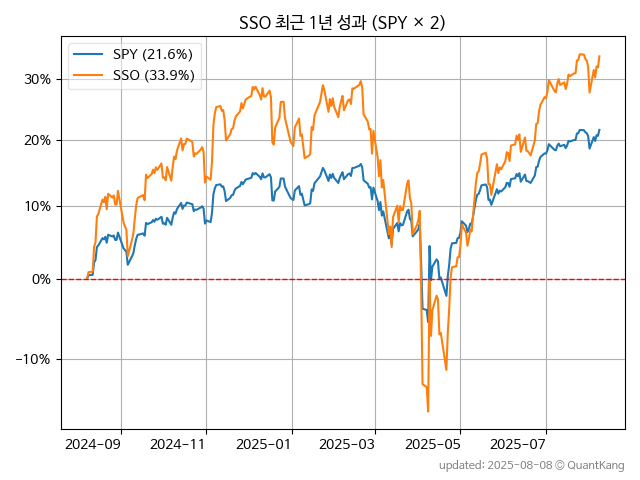 SSO 최근 1년 성과 (SPY × 2)
SPY (21.6%)
SSO (33.9%)
30%
20%
10%
0%
−10%
2024-09
2024-11
2025-01
2025-03
2025-05
2025-07
updated: 2025-08-08 © QuantKang